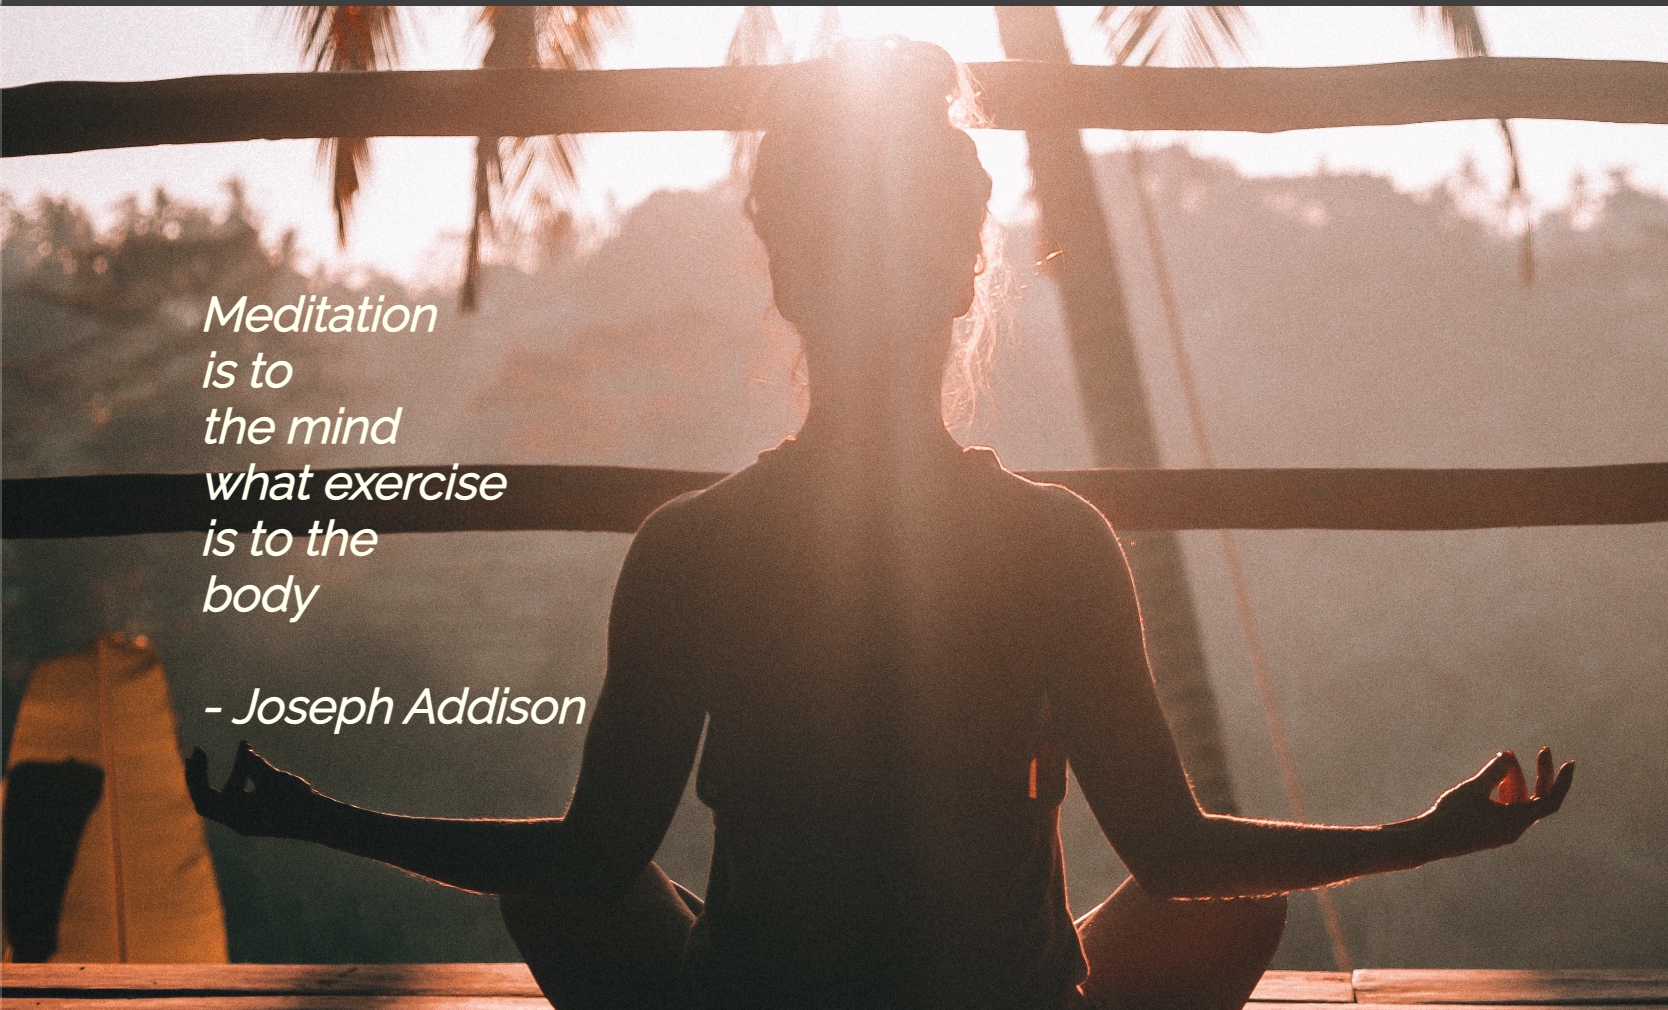 Meditation
is to
the mind
what exercise
is to the
body
- Joseph Addison